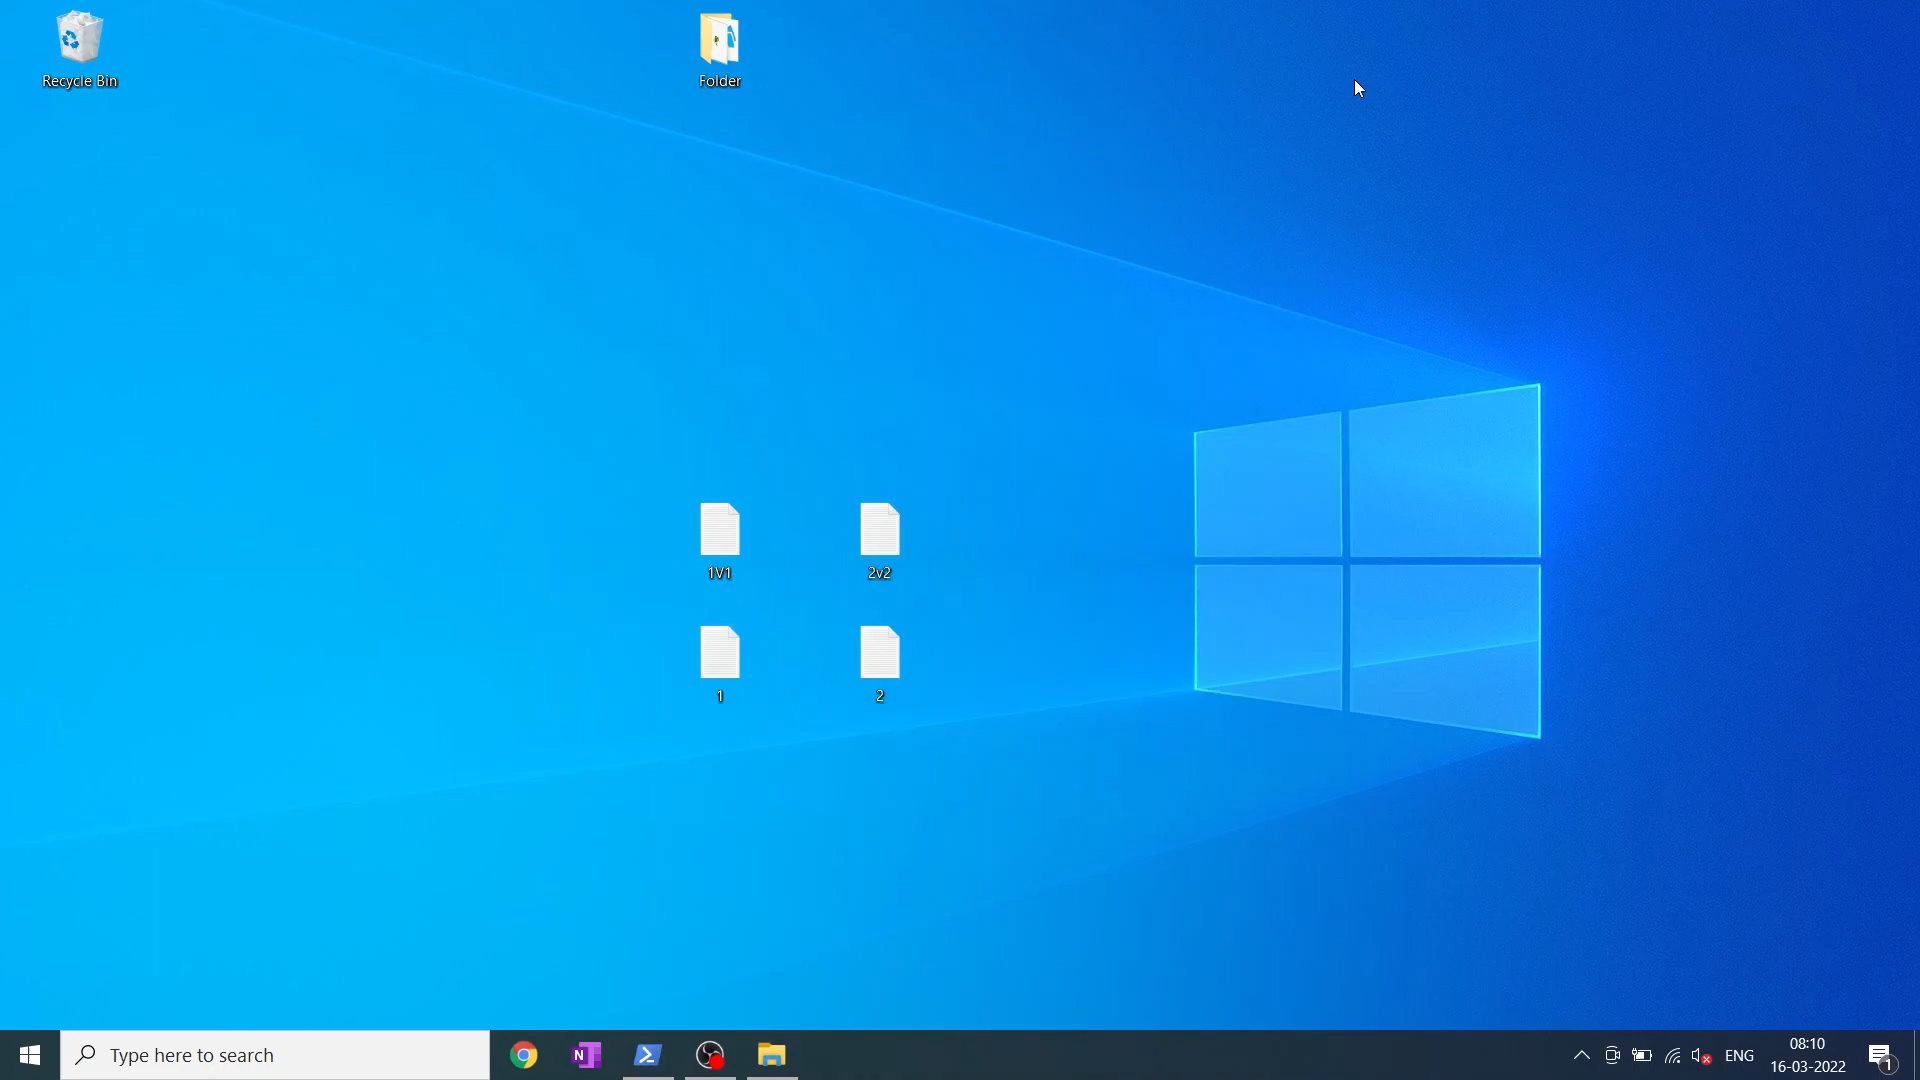 Recycle Bin
Folder
1V1
2v2
1
2
Type here to search
N
ENG
08:10
16-03-2022
1